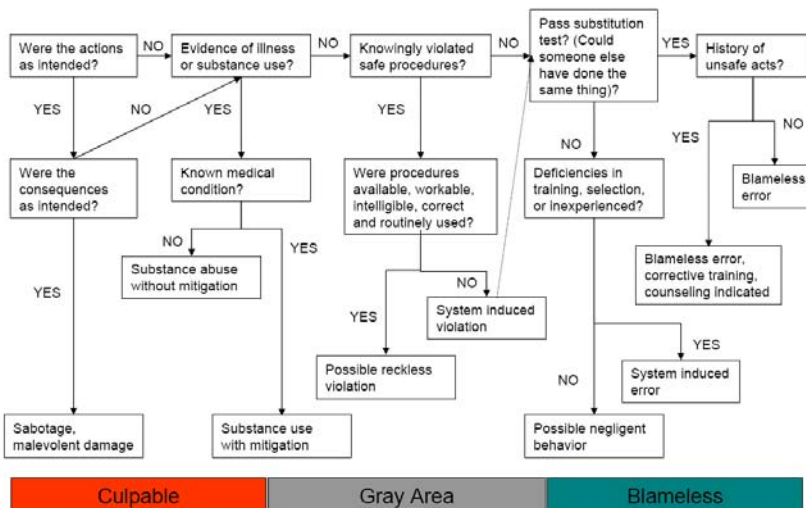 Were the actions
as intended?
NO
Evidence of illness
or substance use?
NO
Knowingly violated
safe procedures?
NO
Pass substitution
test? (Could
someone else
have done the
same thing)?
YES
History of
unsafe acts?
YES
NO
YES
YES
NO
YES
NO
Were the
consequences
as intended?
Known medical
condition?
Were procedures
available, workable,
intelligible, correct
and routinely used?
Deficiencies in
training, selection,
or inexperienced?
Blameless
error
NO
YES
Substance abuse
without mitigation
Blameless error,
corrective training,
counseling indicated
YES
YES
NO
System induced
violation
NO
YES
Possible reckless
violation
System induced
error
Sabotage,
malevolent damage
Substance use
with mitigation
Possible negligent
behavior
Culpable
Gray Area
Blameless